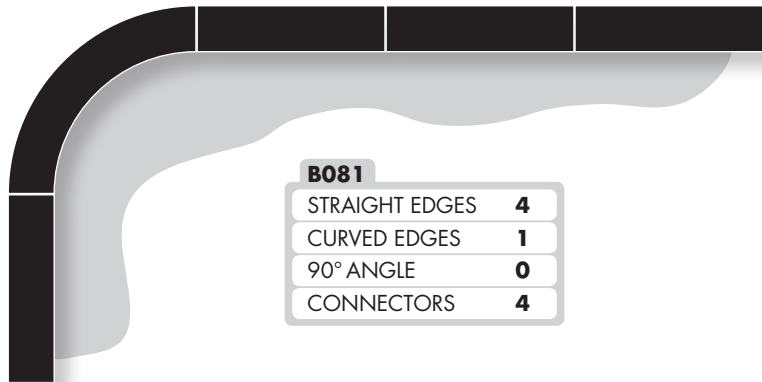 B081
STRAIGHT EDGES 4
CURVED EDGES 1
90° ANGLE 0
CONNECTORS 4